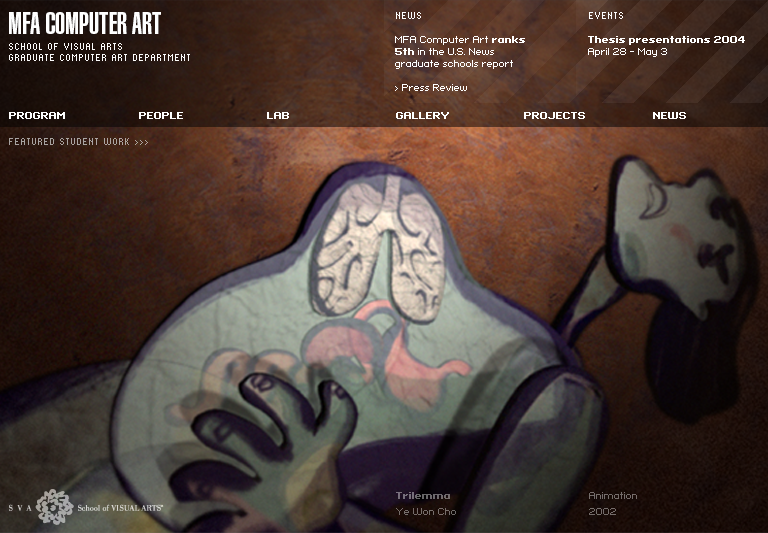 MFA COMPUTER ART
SCHOOL OF VISUAL ARTS
GRADUATE COMPUTER ART DEPARTMENT
NEWS
MFA Computer Art ranks
5th in the U.S. News
graduate schools report
> Press Review
EVENTS
Thesis presentations 2004
April 28 - May 3
PROGRAM PEOPLE LAB GALLERY PROJECTS NEWS
FEATURED STUDENT WORK >>>
Trilemma Animation
Ye Won Cho 2002
S V A School of VISUAL ARTS®